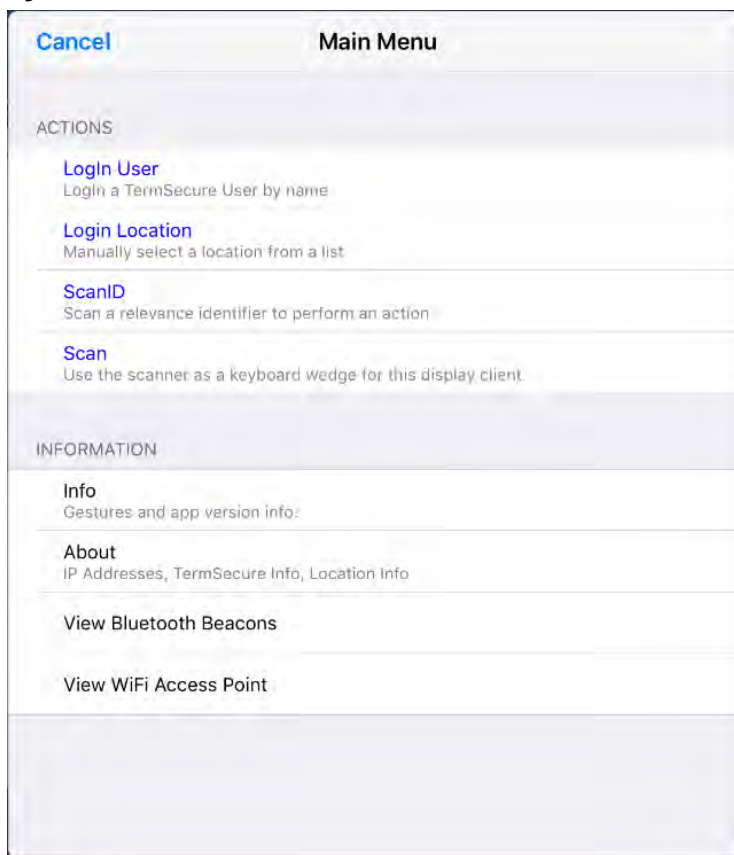 Cancel
Main Menu
ACTIONS
LogIn User
LogIn a TermSecure User by name
Login Location
Manually select a location from a list
ScanID
Scan a relevance identifier to perform an action
Scan
Use the scanner as a keyboard wedge for this display client
INFORMATION
Info
Gestures and app version info.
About
IP Addresses, TermSecure Info, Location Info
View Bluetooth Beacons
View WiFi Access Point